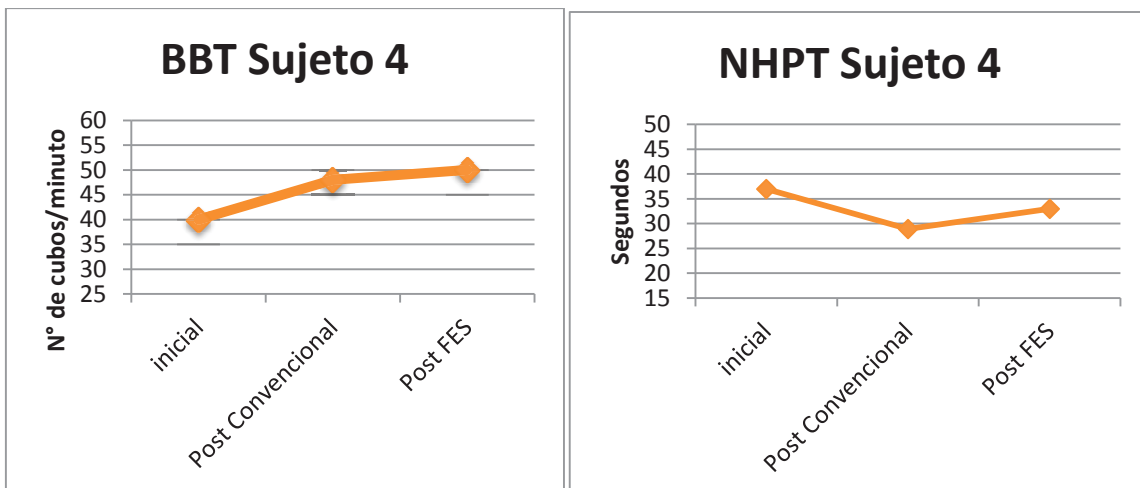 BBT Sujeto 4
N° de cubos/minuto
60
55
50
45
40
35
30
25
inicial
Post Convencional
Post FES
NHPT Sujeto 4
Segundos
50
45
40
35
30
25
20
15
inicial
Post Convencional
Post FES